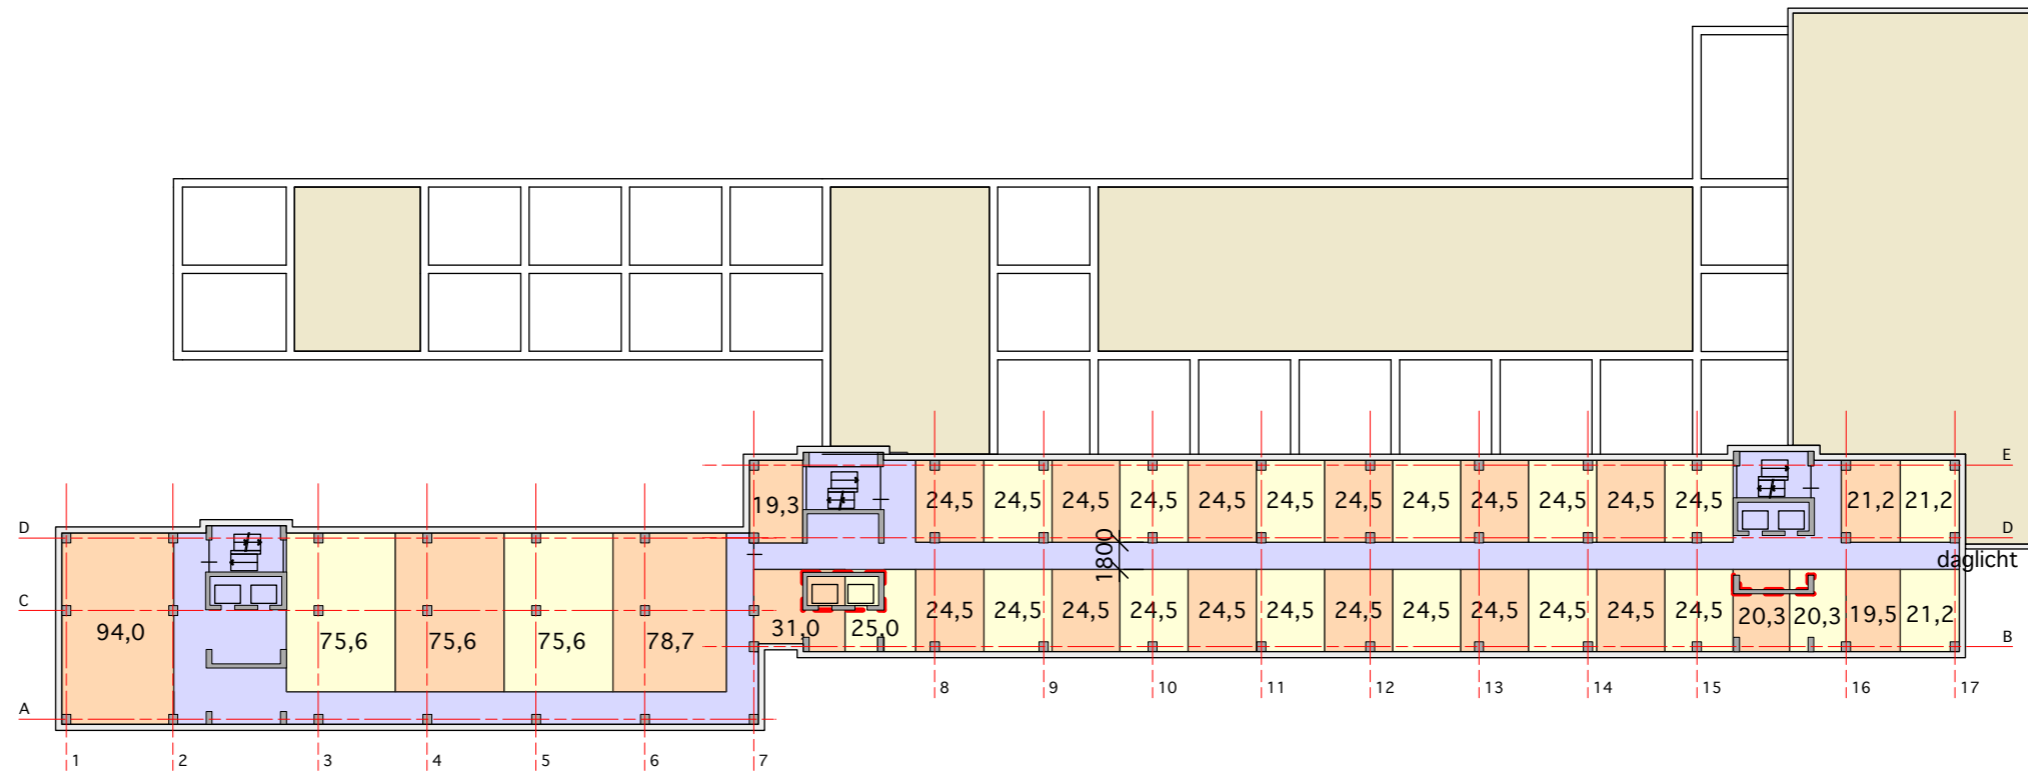 E
19,3 24,5 24,5 24,5 24,5 24,5 24,5 24,5 24,5 24,5 24,5 24,5 24,5 21,2 21,2
D D
1800
daglicht
C
94,0 75,6 75,6 75,6 78,7 31,0 25,0 24,5 24,5 24,5 24,5 24,5 24,5 24,5 24,5 24,5 24,5 24,5 24,5 20,3 20,3 19,5 21,2
B
8 9 10 11 12 13 14 15 16 17
A
1 2 3 4 5 6 7